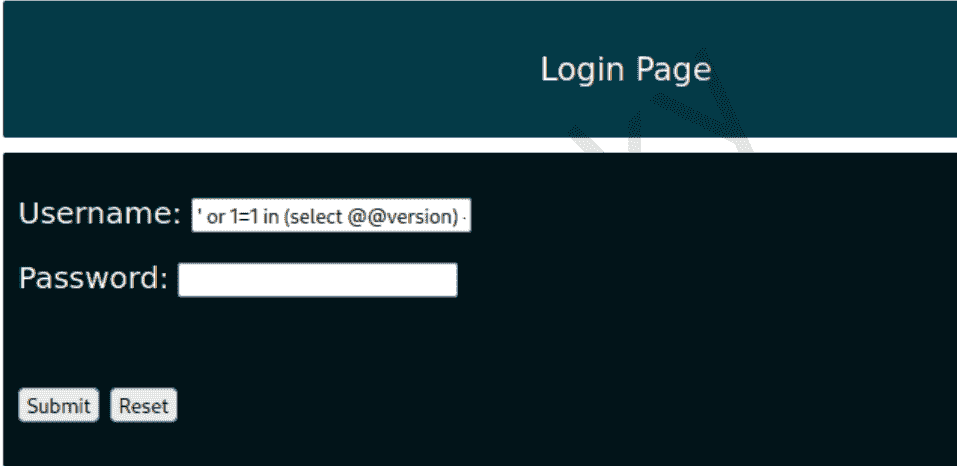 Login Page
Username: ' or 1=1 in (select @@version) -
Password:
Submit Reset